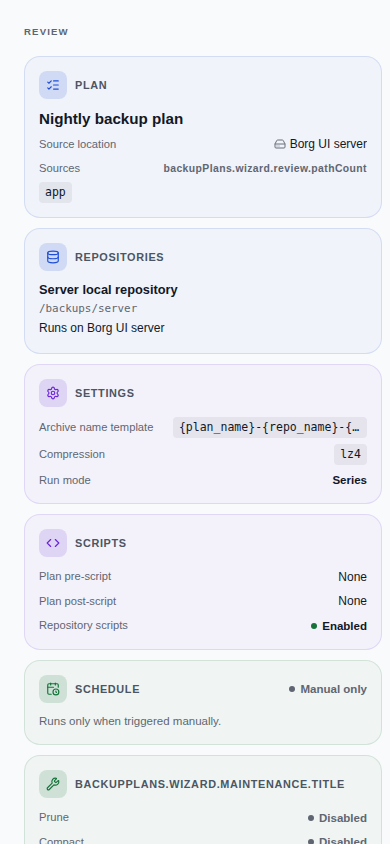 REVIEW
PLAN
Nightly backup plan
Source location Borg UI server
Sources backupPlans.wizard.review.pathCount
app
REPOSITORIES
Server local repository
/backups/server
Runs on Borg UI server
SETTINGS
Archive name template {plan_name}-{repo_name}-{…
Compression lz4
Run mode Series
SCRIPTS
Plan pre-script None
Plan post-script None
Repository scripts Enabled
SCHEDULE Manual only
Runs only when triggered manually.
BACKUPPLANS.WIZARD.MAINTENANCE.TITLE
Prune Disabled
Compact Disabled